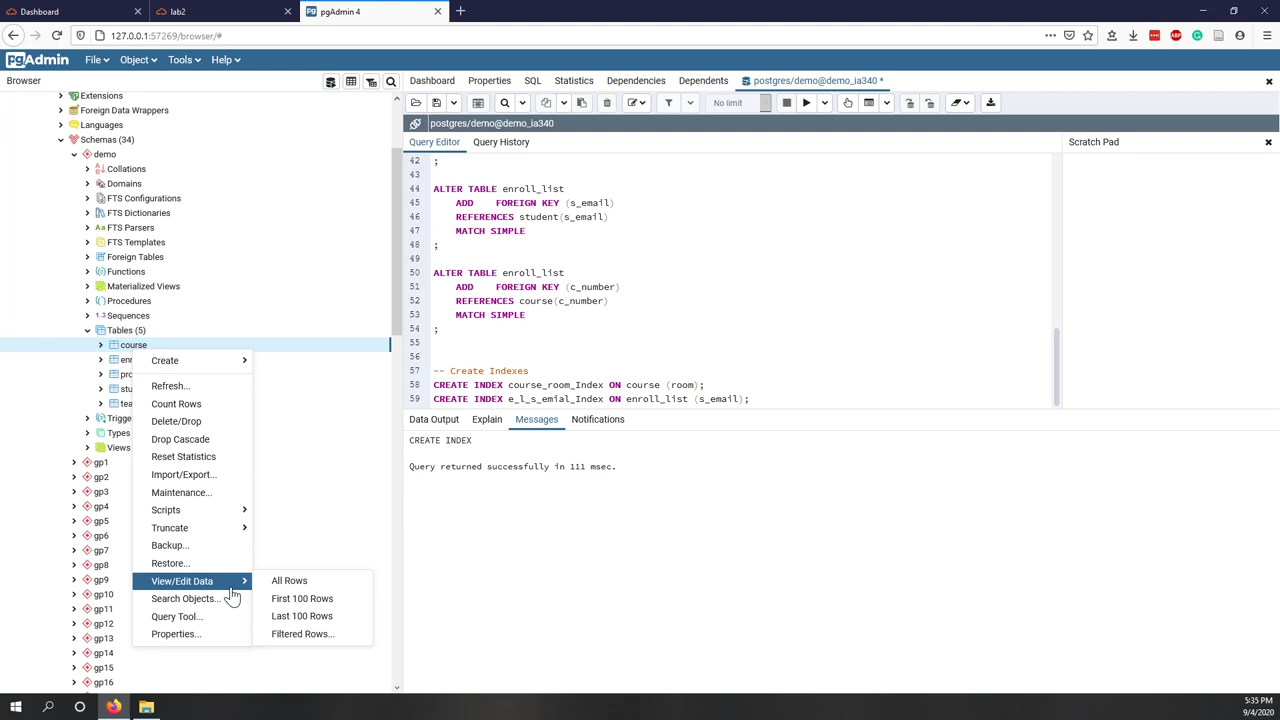 Dashboard
lab2
pgAdmin 4
127.0.0.1:57269/browser/#
pgAdmin
File
Object
Tools
Help
Browser
Dashboard
Properties
SQL
Statistics
Dependencies
Dependents
postgres/demo@demo_ia340 *
No limit
postgres/demo@demo_ia340
Query Editor
Query History
Scratch Pad
Extensions
Foreign Data Wrappers
Languages
Schemas (34)
demo
Collations
Domains
FTS Configurations
FTS Dictionaries
FTS Parsers
FTS Templates
Foreign Tables
Functions
Materialized Views
Procedures
Sequences
Tables (5)
course
enr
pro
stu
tea
Trigge
Types
Views
gp1
gp2
gp3
gp4
gp5
gp6
gp7
gp8
gp9
gp10
gp11
gp12
gp13
gp14
gp15
gp16
Create
Refresh...
Count Rows
Delete/Drop
Drop Cascade
Reset Statistics
Import/Export...
Maintenance...
Scripts
Truncate
Backup...
Restore...
View/Edit Data
Search Objects...
Query Tool...
Properties...
All Rows
First 100 Rows
Last 100 Rows
Filtered Rows...
42 ;
43
44 ALTER TABLE enroll_list
45 ADD FOREIGN KEY (s_email)
46 REFERENCES student(s_email)
47 MATCH SIMPLE
48 ;
49
50 ALTER TABLE enroll_list
51 ADD FOREIGN KEY (c_number)
52 REFERENCES course(c_number)
53 MATCH SIMPLE
54 ;
55
56
57 -- Create Indexes
58 CREATE INDEX course_room_Index ON course (room);
59 CREATE INDEX e_l_s_emial_Index ON enroll_list (s_email);
Data Output
Explain
Messages
Notifications
CREATE INDEX
Query returned successfully in 111 msec.
5:35 PM
9/4/2020